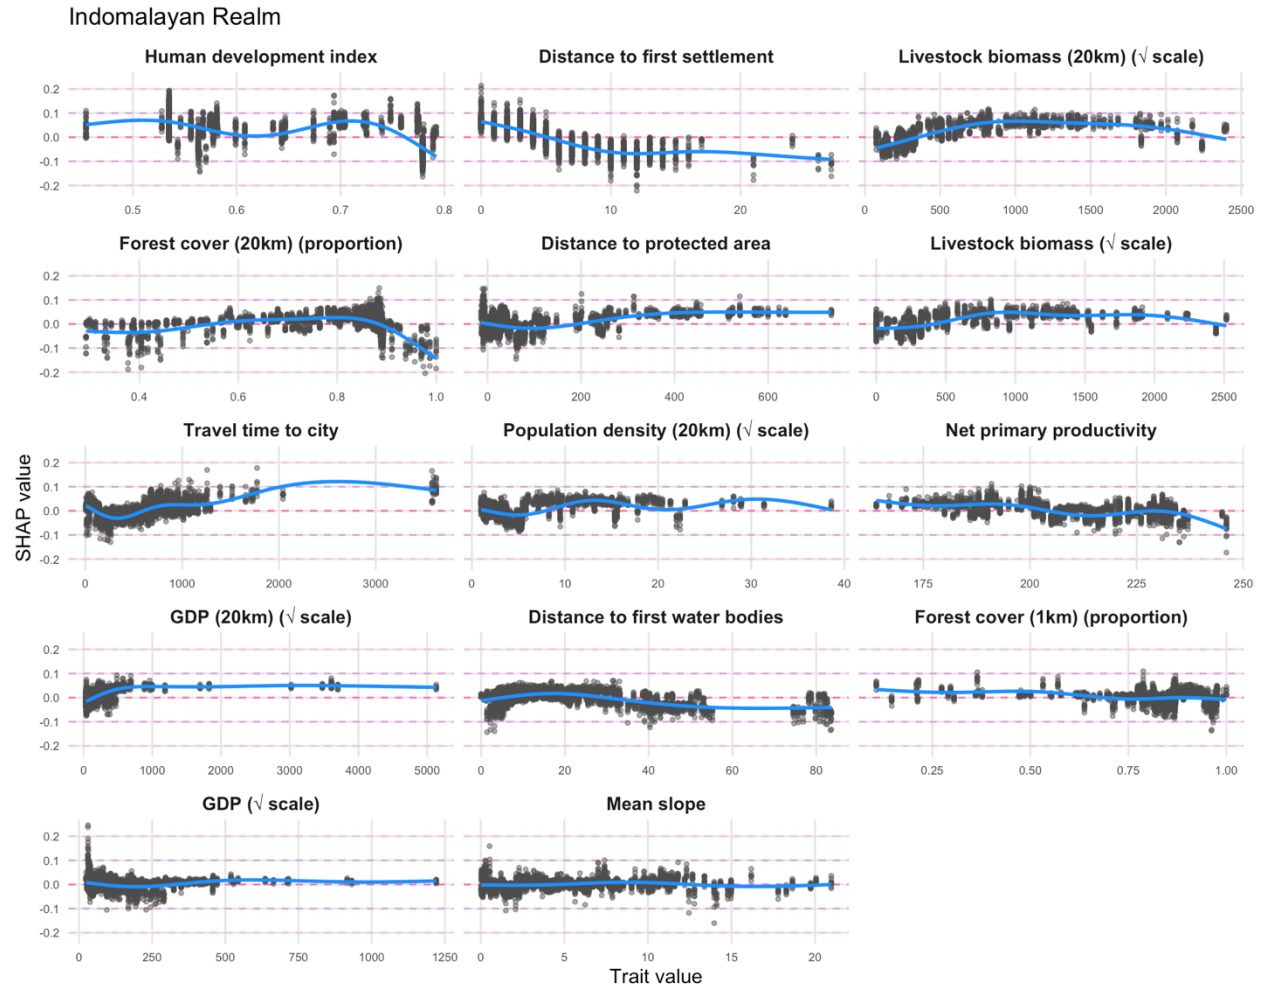 Indomalayan Realm
Human development index
Distance to first settlement
Livestock biomass (20km) (√ scale)
0.2
0.1
0.0
-0.1
-0.2
0.5 0.6 0.7 0.8
0 10 20
0 500 1000 1500 2000 2500
Forest cover (20km) (proportion)
Distance to protected area
Livestock biomass (√ scale)
0.2
0.1
0.0
-0.1
-0.2
0.4 0.6 0.8 1.0
0 200 400 600
0 500 1000 1500 2000 2500
Travel time to city
Population density (20km) (√ scale)
Net primary productivity
SHAP value
0.2
0.1
0.0
-0.1
-0.2
0 1000 2000 3000
0 10 20 30 40
175 200 225 250
GDP (20km) (√ scale)
Distance to first water bodies
Forest cover (1km) (proportion)
0.2
0.1
0.0
-0.1
-0.2
0 1000 2000 3000 4000 5000
0 20 40 60 80
0.25 0.50 0.75 1.00
GDP (√ scale)
Mean slope
0.2
0.1
0.0
-0.1
-0.2
0 250 500 750 1000 1250
0 5 10 15 20
Trait value